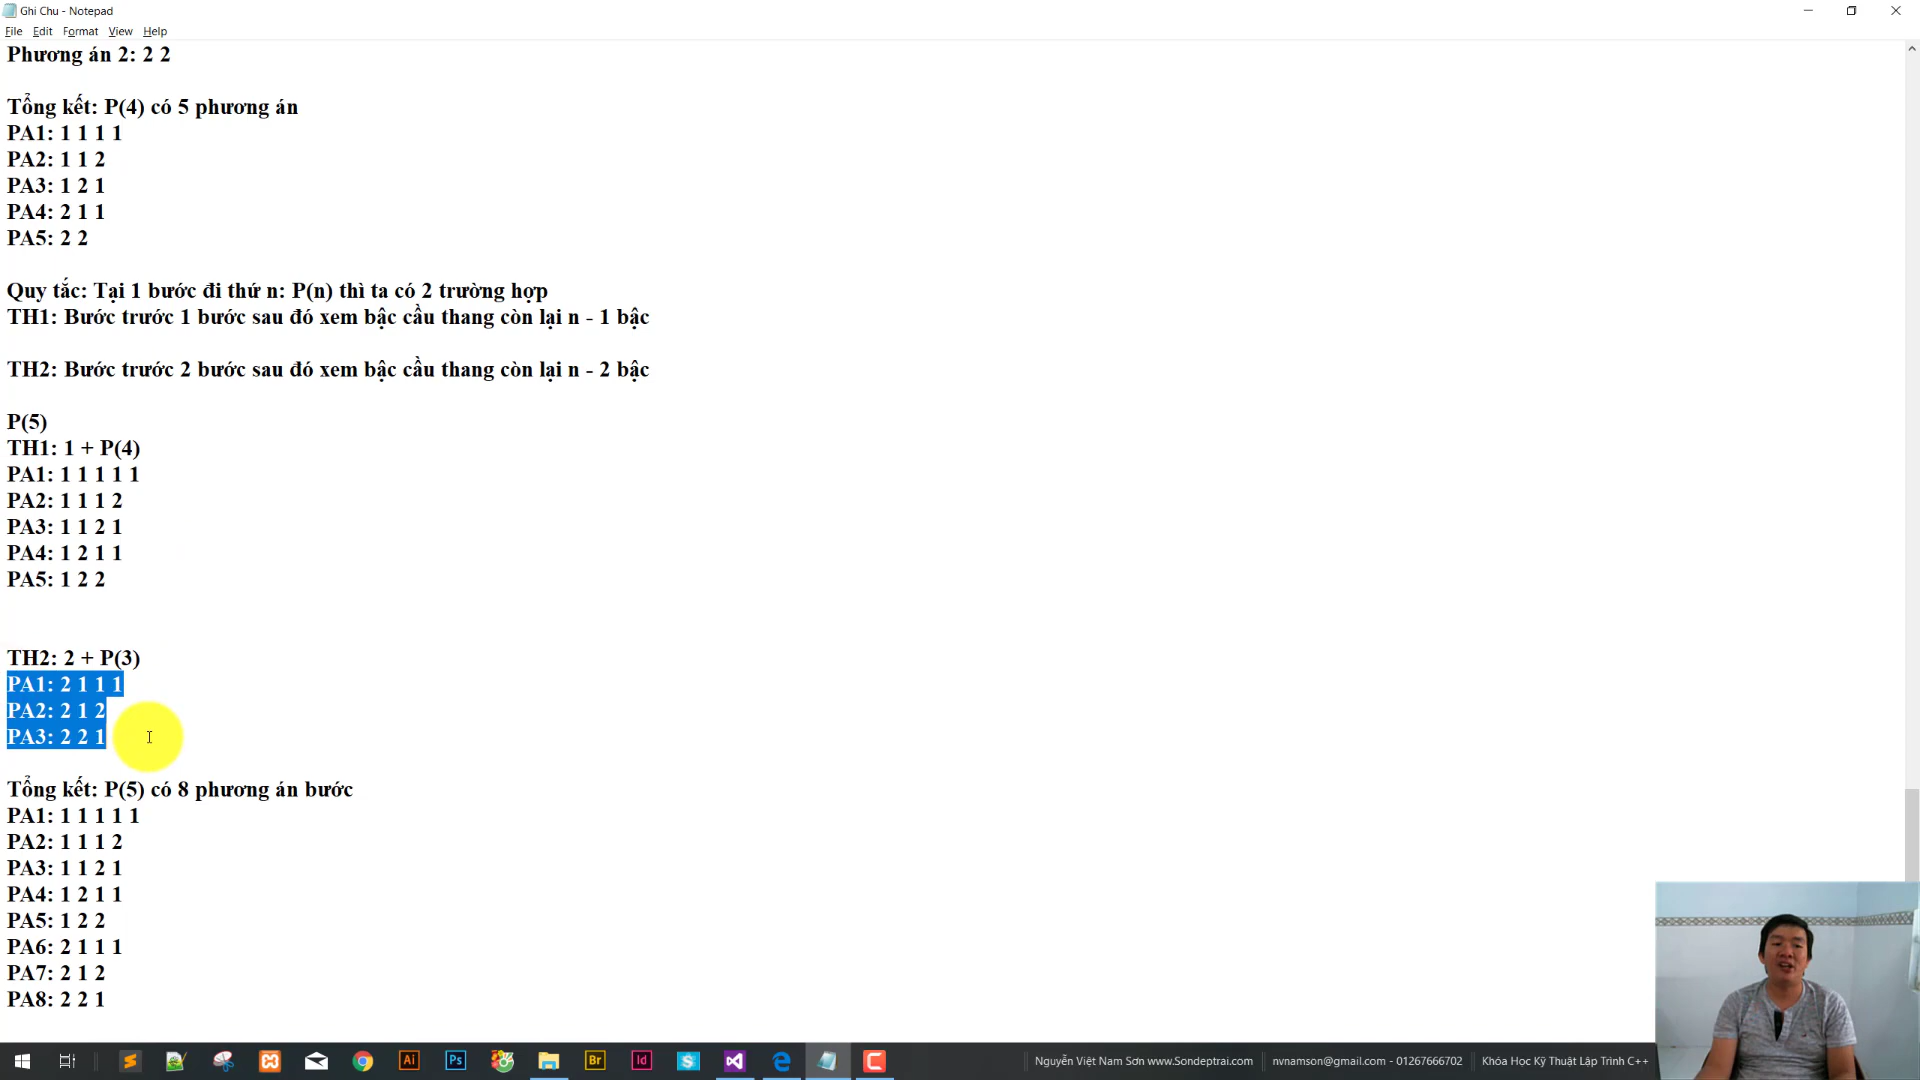 Ghi Chu - Notepad
File Edit Format View Help
Phương án 2: 2 2
Tổng kết: P(4) có 5 phương án
PA1: 1 1 1 1
PA2: 1 1 2
PA3: 1 2 1
PA4: 2 1 1
PA5: 2 2
Quy tắc: Tại 1 bước đi thứ n: P(n) thì ta có 2 trường hợp
TH1: Bước trước 1 bước sau đó xem bậc cầu thang còn lại n - 1 bậc
TH2: Bước trước 2 bước sau đó xem bậc cầu thang còn lại n - 2 bậc
P(5)
TH1: 1 + P(4)
PA1: 1 1 1 1 1
PA2: 1 1 1 2
PA3: 1 1 2 1
PA4: 1 2 1 1
PA5: 1 2 2
TH2: 2 + P(3)
PA1: 2 1 1 1
PA2: 2 1 2
PA3: 2 2 1
Tổng kết: P(5) có 8 phương án bước
PA1: 1 1 1 1 1
PA2: 1 1 1 2
PA3: 1 1 2 1
PA4: 1 2 1 1
PA5: 1 2 2
PA6: 2 1 1 1
PA7: 2 1 2
PA8: 2 2 1
Ai Ps Br Id S
Nguyễn Việt Nam Sơn www.Sondeptrai.com nvnamson@gmail.com - 01267666702 Khóa Học Kỹ Thuật Lập Trình C++